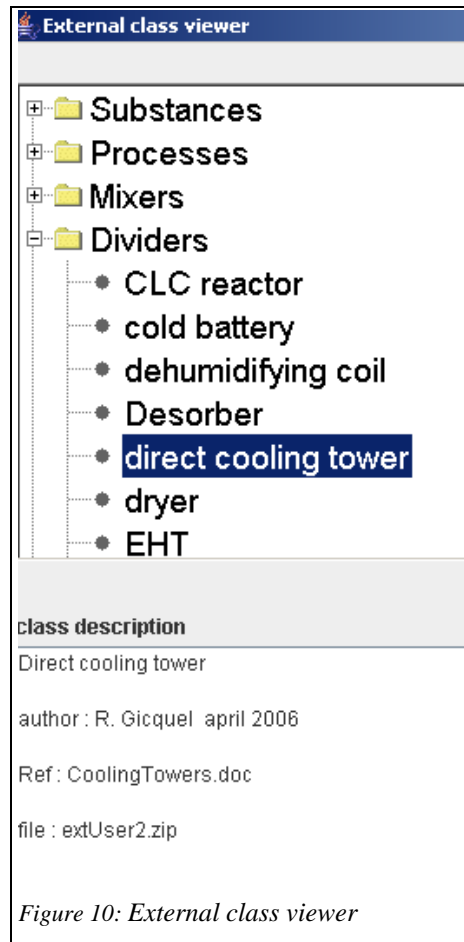 External class viewer
Substances
Processes
Mixers
Dividers
CLC reactor
cold battery
dehumidifying coil
Desorber
direct cooling tower
dryer
EHT
class description
Direct cooling tower
author : R. Gicquel april 2006
Ref : CoolingTowers.doc
file : extUser2.zip
Figure 10: External class viewer